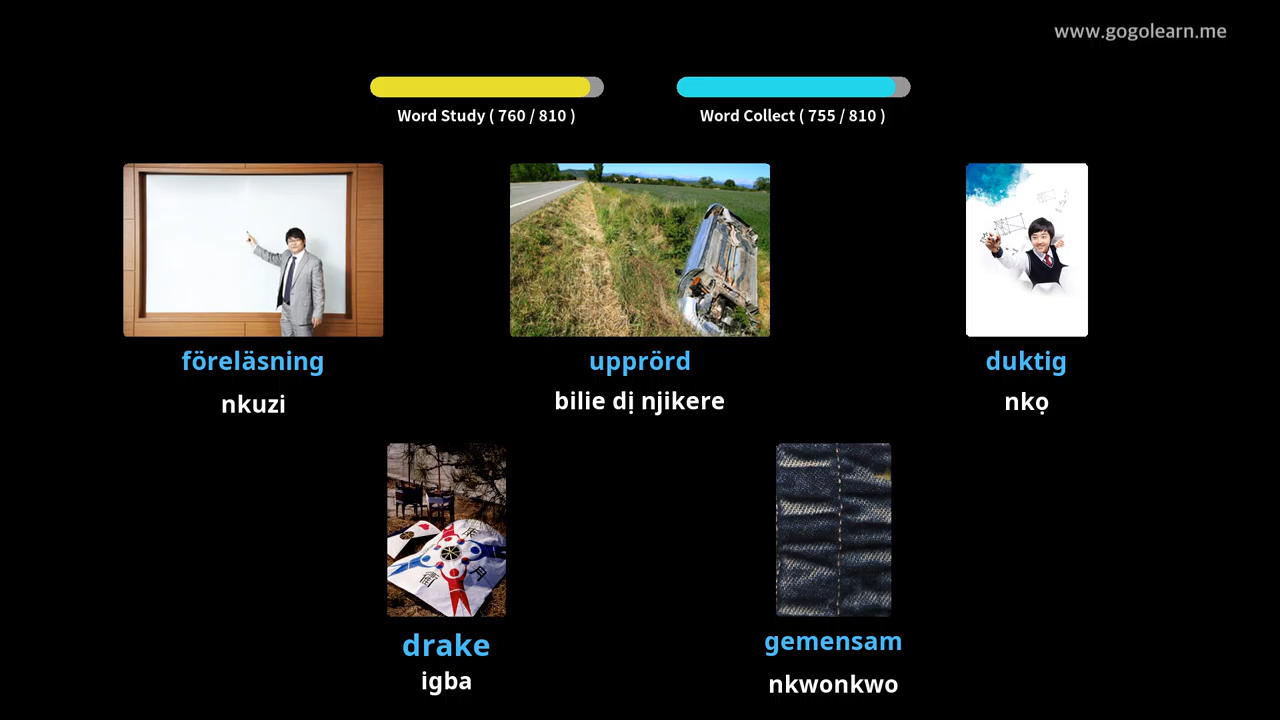 www.gogolearn.me
Word Study ( 760 / 810 )
Word Collect ( 755 / 810 )
föreläsning
nkuzi
upprörd
bilie dị njikere
duktig
nkọ
drake
igba
gemensam
nkwonkwo